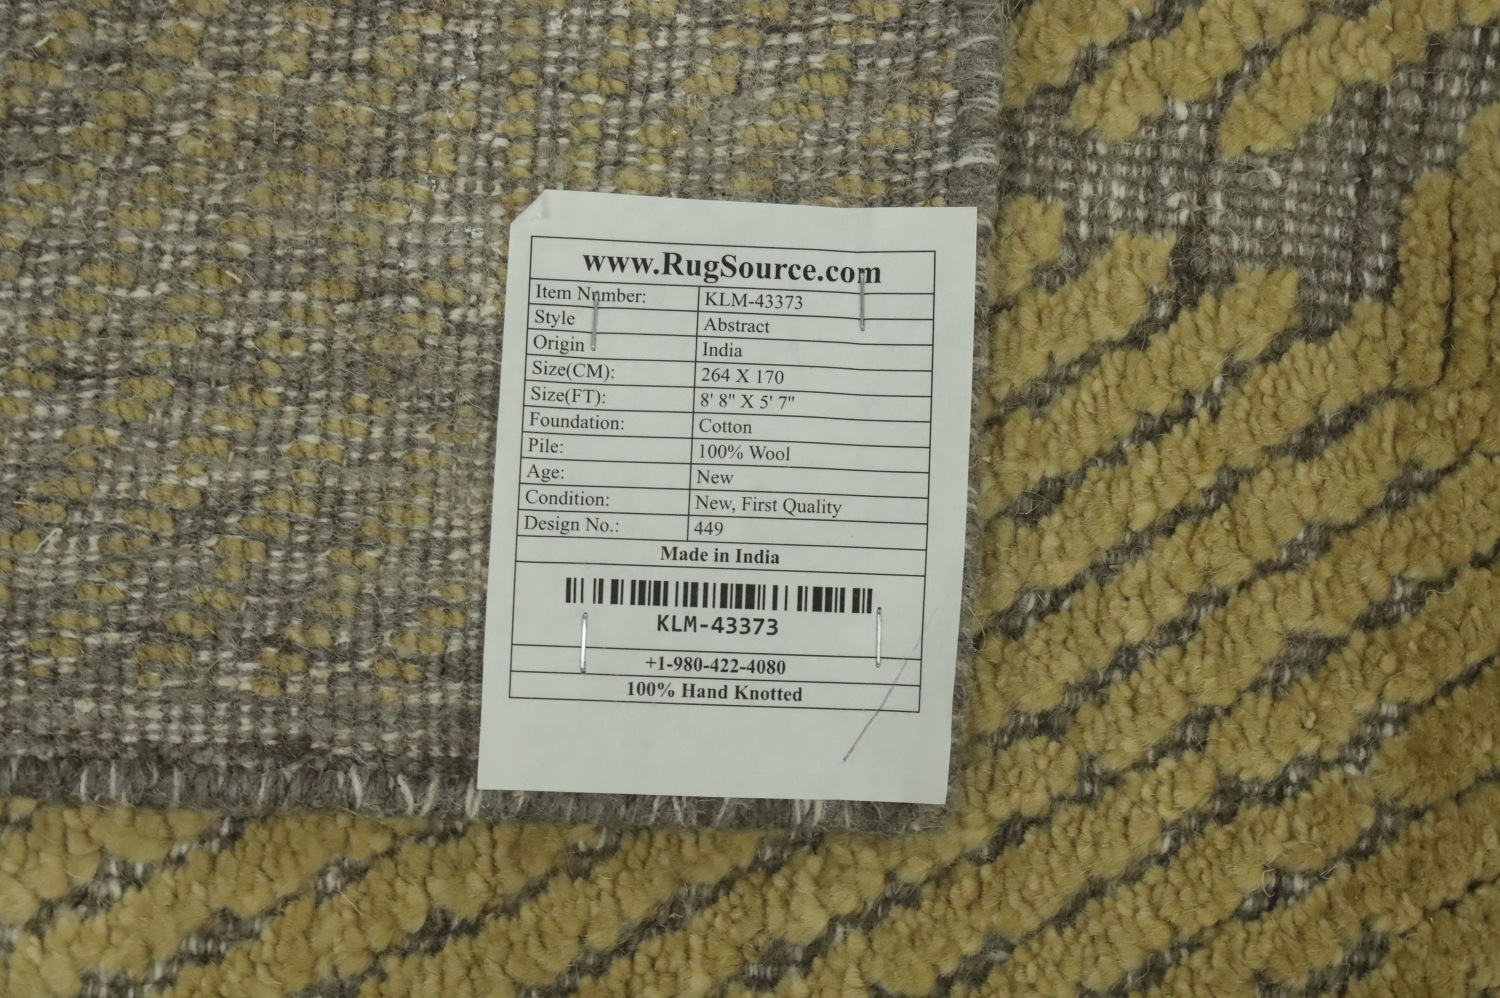 www.RugSource.com
Item Number: KLM-43373
Style Abstract
Origin India
Size(CM): 264 X 170
Size(FT): 8' 8" X 5' 7"
Foundation: Cotton
Pile: 100% Wool
Age: New
Condition: New, First Quality
Design No.: 449
Made in India
KLM-43373
+1-980-422-4080
100% Hand Knotted